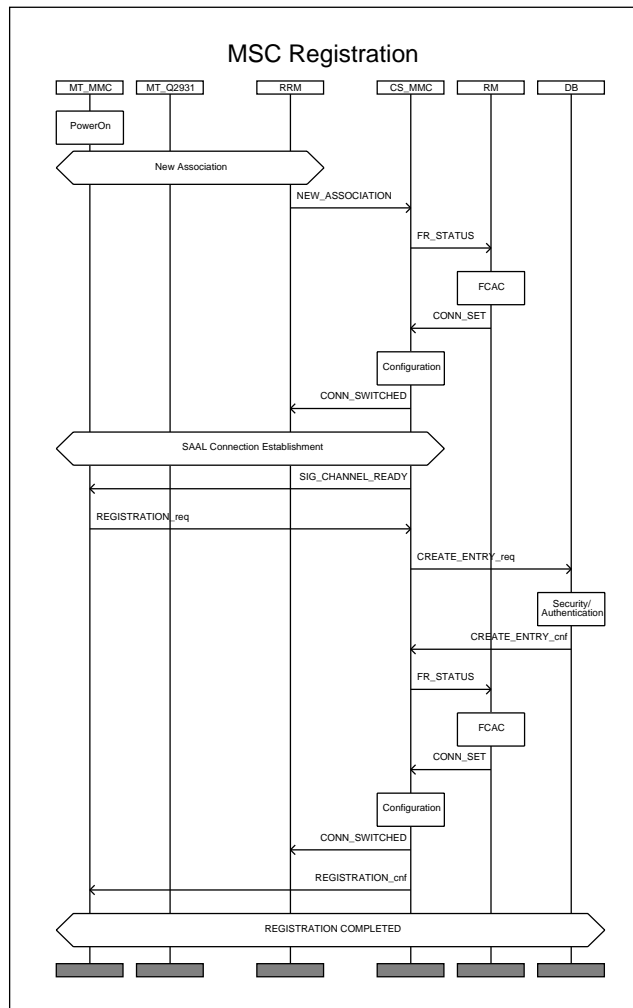 MSC Registration
MT_MMC MT_Q2931 RRM CS_MMC RM DB
PowerOn
New Association
NEW_ASSOCIATION
FR_STATUS
FCAC
CONN_SET
Configuration
CONN_SWITCHED
SAAL Connection Establishment
SIG_CHANNEL_READY
REGISTRATION_req
CREATE_ENTRY_req
Security/
Authentication
CREATE_ENTRY_cnf
FR_STATUS
FCAC
CONN_SET
Configuration
CONN_SWITCHED
REGISTRATION_cnf
REGISTRATION COMPLETED